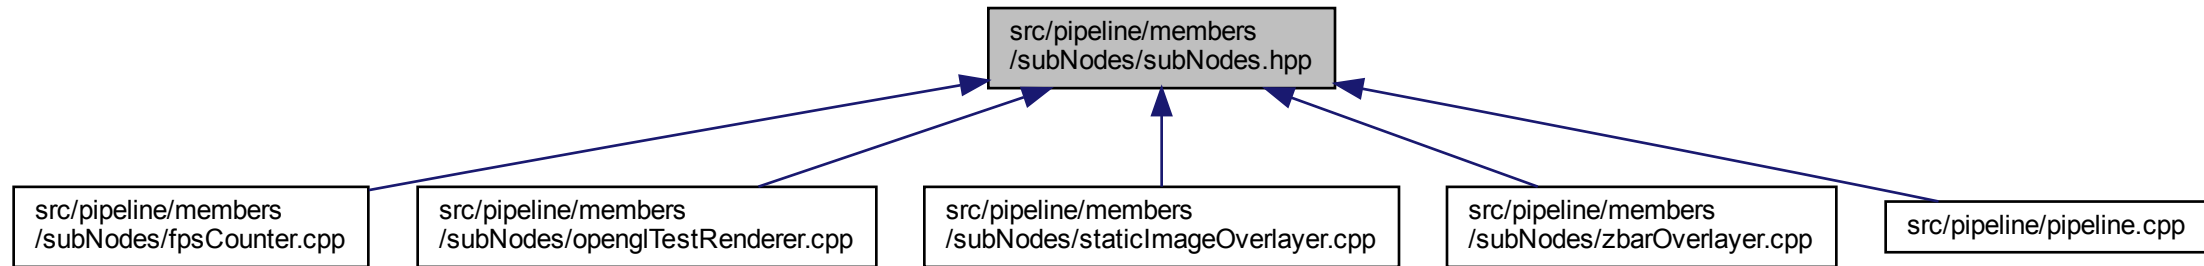 src/pipeline/members
/subNodes/subNodes.hpp
src/pipeline/members
/subNodes/fpsCounter.cpp
src/pipeline/members
/subNodes/openglTestRenderer.cpp
src/pipeline/members
/subNodes/staticImageOverlayer.cpp
src/pipeline/members
/subNodes/zbarOverlayer.cpp
src/pipeline/pipeline.cpp